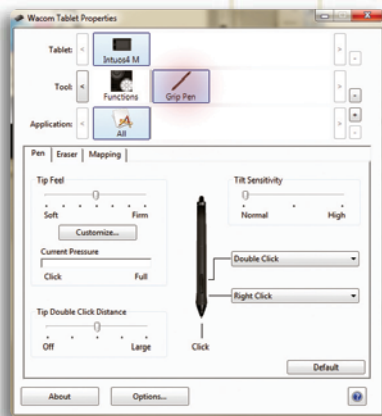 Wacom Tablet Properties
Tablet:
Intuos4 M
Tool:
Functions
Grip Pen
Application:
All
Pen Eraser Mapping
Tip Feel
Soft Firm
Customize...
Current Pressure
Click Full
Tip Double Click Distance
Off Large
Tilt Sensitivity
Normal High
Double Click
Right Click
Click
Default
About Options...